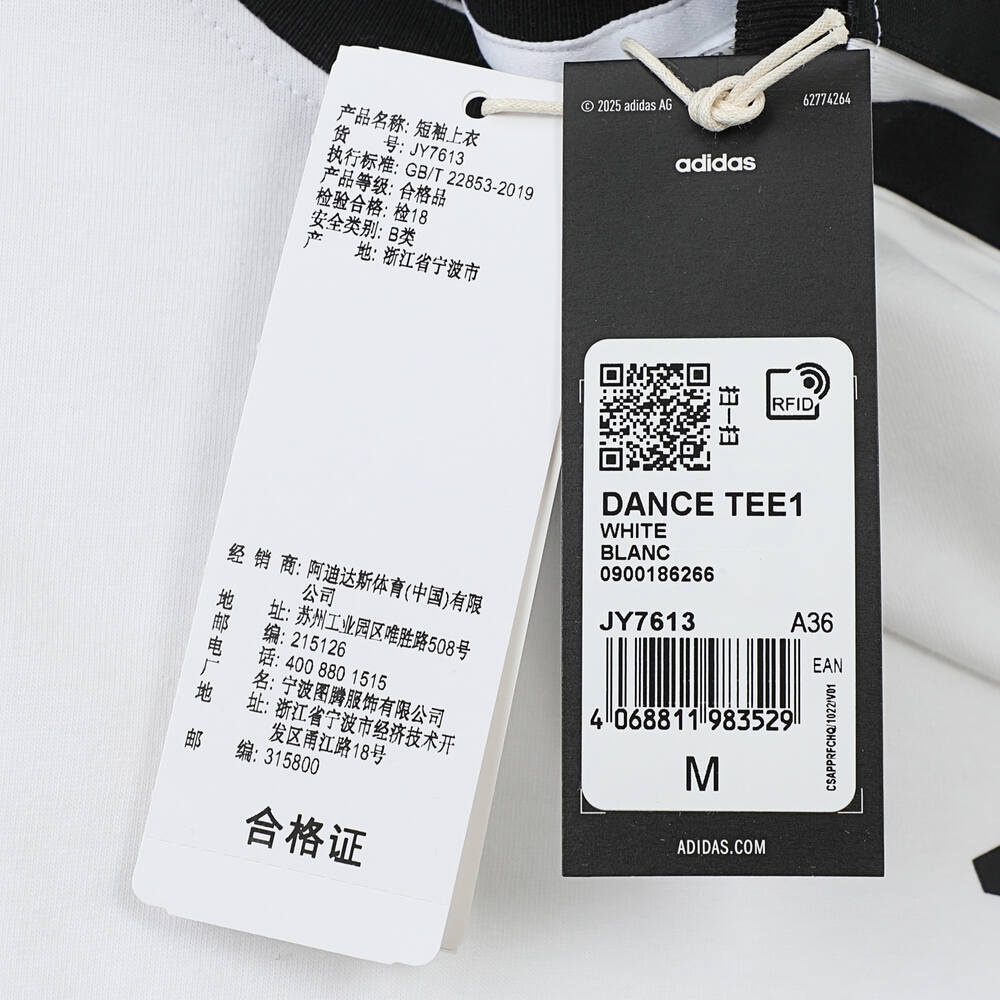 产品名称: 短袖上衣
货 号: JY7613
执行标准: GB/T 22853-2019
产品等级: 合格品
检验合格: 检18
安全类别: B类
产 地: 浙江省宁波市
经 销 商: 阿迪达斯体育(中国)有限
公司
地 址: 苏州工业园区唯胜路508号
邮 编: 215126
电 话: 400 880 1515
厂 名: 宁波图腾服饰有限公司
地 址: 浙江省宁波市经济技术开
发区甬江路18号
邮 编: 315800
合格证
© 2025 adidas AG
62774264
adidas
扫一扫
RFID
DANCE TEE1
WHITE
BLANC
0900186266
JY7613 A36
EAN
4 068811 983529
CSAPPRFCHQ/1022/V01
M
ADIDAS.COM